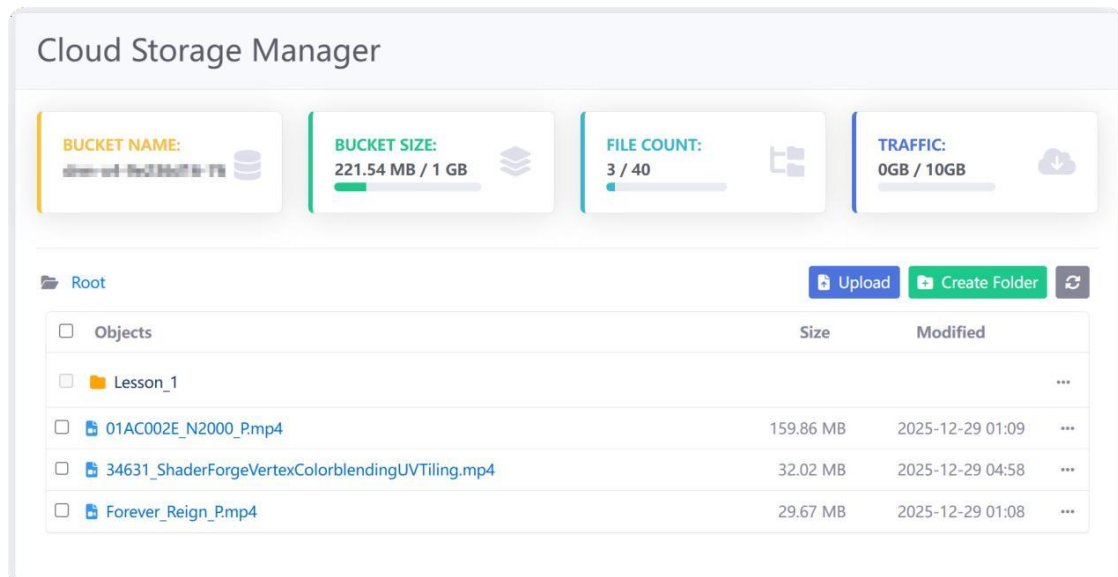 Cloud Storage Manager
BUCKET NAME:
BUCKET SIZE:
221.54 MB / 1 GB
FILE COUNT:
3 / 40
TRAFFIC:
0GB / 10GB
Root
Upload
Create Folder
Objects Size Modified
Lesson_1
01AC002E_N2000_P.mp4 159.86 MB 2025-12-29 01:09
34631_ShaderForgeVertexColorblendingUVTiling.mp4 32.02 MB 2025-12-29 04:58
Forever_Reign_P.mp4 29.67 MB 2025-12-29 01:08